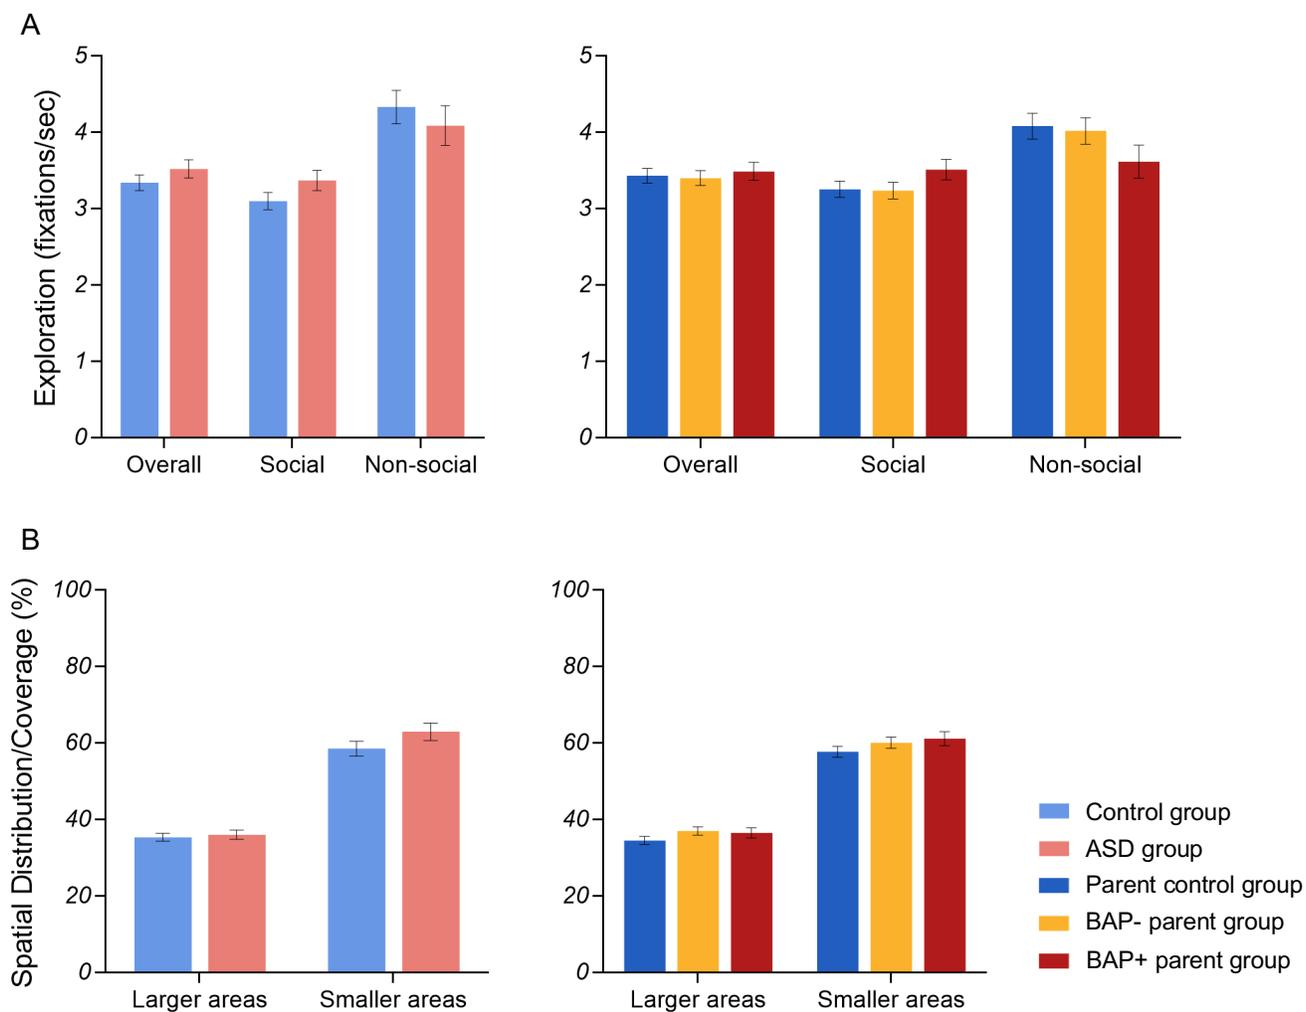 A
Exploration (fixations/sec)
5
4
3
2
1
0
Overall
Social
Non-social
5
4
3
2
1
0
Overall
Social
Non-social
B
Spatial Distribution/Coverage (%)
100
80
60
40
20
0
Larger areas
Smaller areas
100
80
60
40
20
0
Larger areas
Smaller areas
Control group
ASD group
Parent control group
BAP- parent group
BAP+ parent group